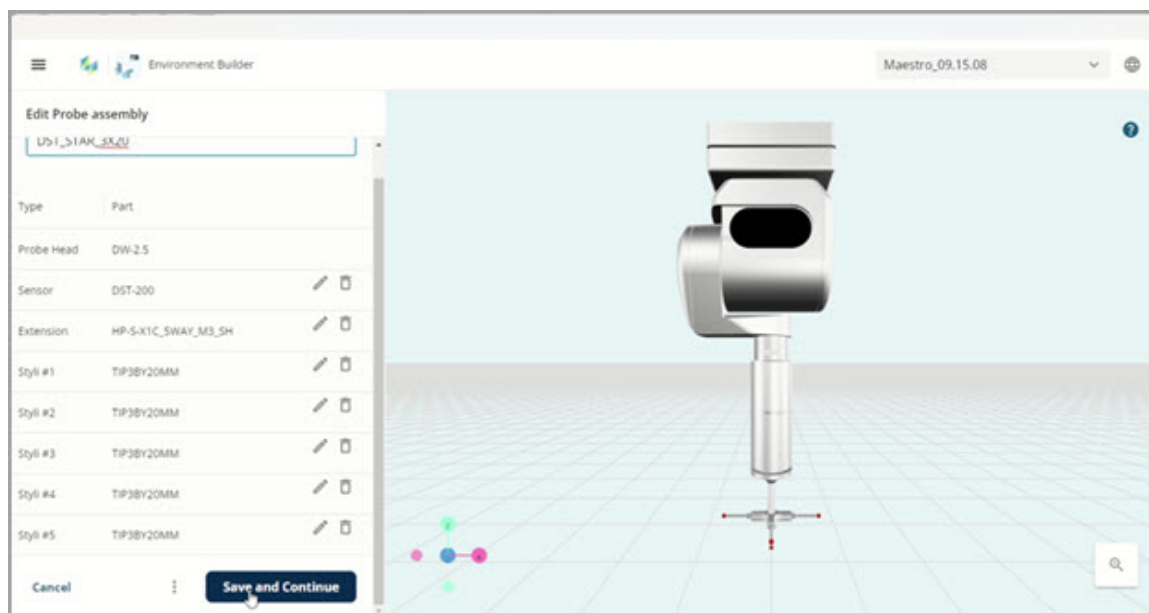 Environment Builder
Maestro_09.15.08
Edit Probe assembly
DST_STAR_3X20
Type Part
Probe Head DW-2.5
Sensor DST-200
Extension HP-S-X1C_5WAY_M3_SH
Styli #1 TIP3BY20MM
Styli #2 TIP3BY20MM
Styli #3 TIP3BY20MM
Styli #4 TIP3BY20MM
Styli #5 TIP3BY20MM
Cancel
Save and Continue
?